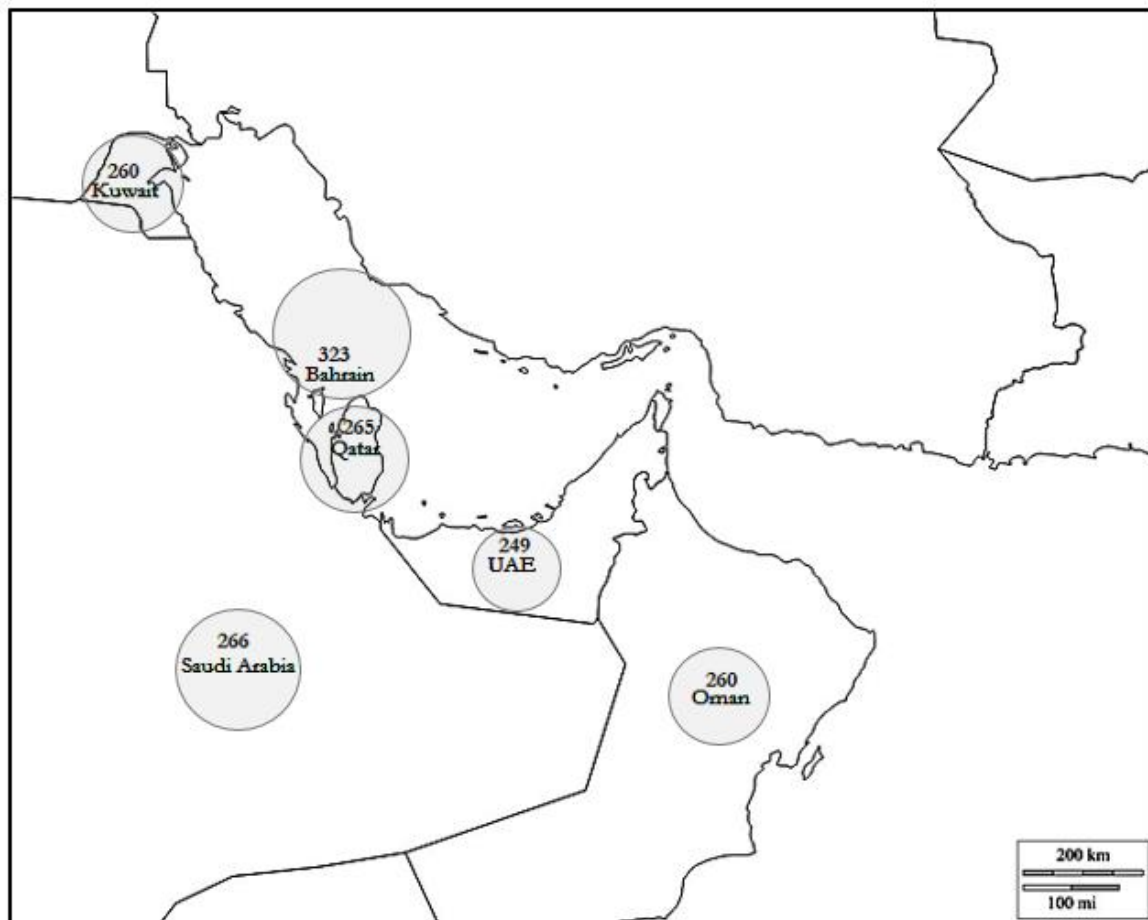 260
Kuwait
323
Bahrain
265
Qatar
249
UAE
266
Saudi Arabia
260
Oman
200 km
100 mi